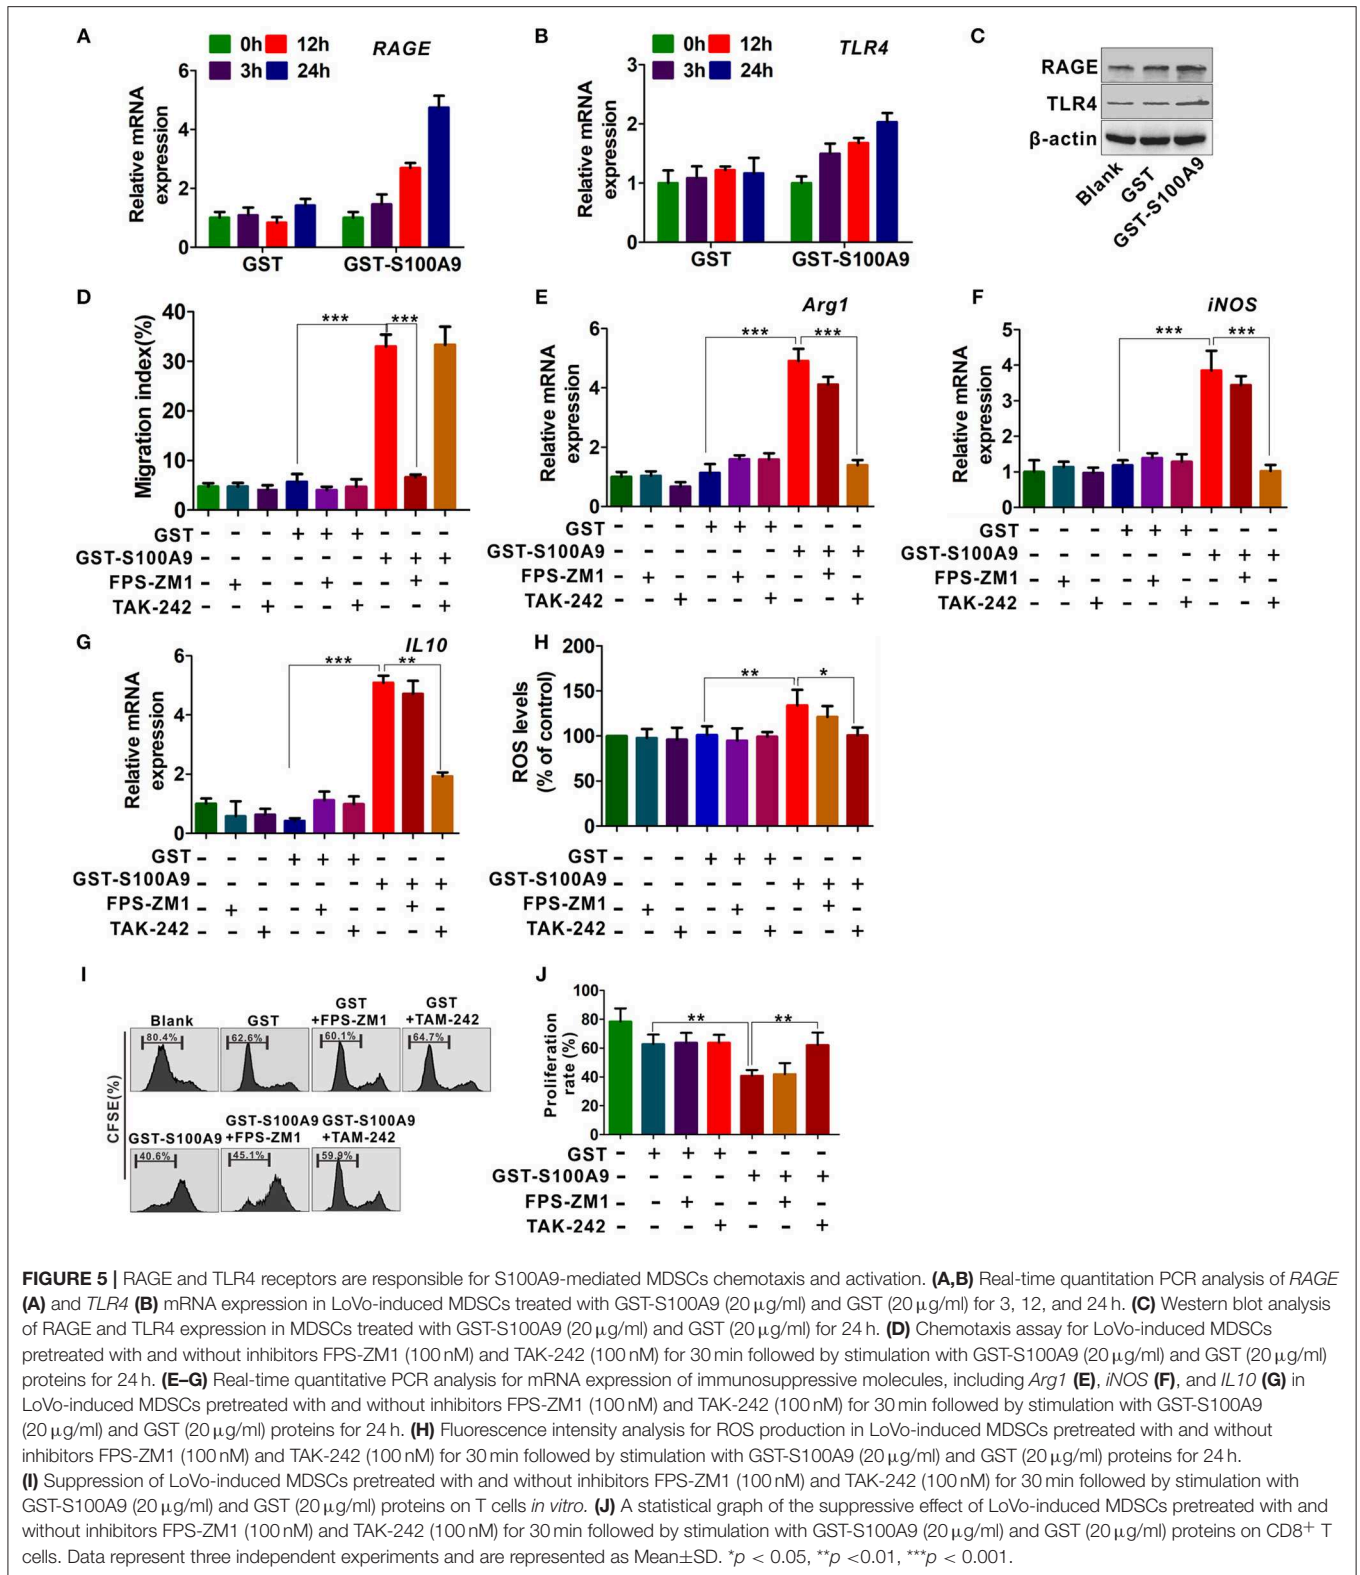 A
0h 12h
3h 24h
RAGE
Relative mRNA
expression
6
4
2
0
GST GST-S100A9
B
0h 12h
3h 24h
TLR4
Relative mRNA
expression
3
2
1
0
GST GST-S100A9
C
RAGE
TLR4
β-actin
Blank
GST
GST-S100A9
D
Migration index(%)
40
30
20
10
0
*** ***
GST - - - + + + - - -
GST-S100A9 - - - - - - + + +
FPS-ZM1 - + - - + - - + -
TAK-242 - - + - - + - - +
E
Arg1
Relative mRNA
expression
6
4
2
0
*** ***
GST - - - + + + - - -
GST-S100A9 - - - - - - + + +
FPS-ZM1 - + - - + - - + -
TAK-242 - - + - - + - - +
F
iNOS
Relative mRNA
expression
5
4
3
2
1
0
*** ***
GST - - - + + + - - -
GST-S100A9 - - - - - - + + +
FPS-ZM1 - + - - + - - + -
TAK-242 - - + - - + - - +
G
IL10
Relative mRNA
expression
6
4
2
0
*** **
GST - - - + + + - - -
GST-S100A9 - - - - - - + + +
FPS-ZM1 - + - - + - - + -
TAK-242 - - + - - + - - +
H
ROS levels
(% of control)
200
150
100
50
0
** *
GST - - - + + + - - -
GST-S100A9 - - - - - - + + +
FPS-ZM1 - + - - + - - + -
TAK-242 - - + - - + - - +
I
CFSE(%)
Blank
80.4%
GST
62.6%
GST
+FPS-ZM1
60.1%
GST
+TAM-242
64.7%
GST-S100A9
40.6%
GST-S100A9
+FPS-ZM1
45.1%
GST-S100A9
+TAM-242
59.9%
J
Proliferation
rate(%)
100
80
60
40
20
0
** **
GST - + + + - - -
GST-S100A9 - - - - + + +
FPS-ZM1 - - + - - + -
TAK-242 - - - + - - +
FIGURE 5 | RAGE and TLR4 receptors are responsible for S100A9-mediated MDSCs chemotaxis and activation. (A,B) Real-time quantitation PCR analysis of RAGE
(A) and TLR4 (B) mRNA expression in LoVo-induced MDSCs treated with GST-S100A9 (20 μg/ml) and GST (20 μg/ml) for 3, 12, and 24 h. (C) Western blot analysis
of RAGE and TLR4 expression in MDSCs treated with GST-S100A9 (20 μg/ml) and GST (20 μg/ml) for 24 h. (D) Chemotaxis assay for LoVo-induced MDSCs
pretreated with and without inhibitors FPS-ZM1 (100 nM) and TAK-242 (100 nM) for 30 min followed by stimulation with GST-S100A9 (20 μg/ml) and GST (20 μg/ml)
proteins for 24 h. (E–G) Real-time quantitative PCR analysis for mRNA expression of immunosuppressive molecules, including Arg1 (E), iNOS (F), and IL10 (G) in
LoVo-induced MDSCs pretreated with and without inhibitors FPS-ZM1 (100 nM) and TAK-242 (100 nM) for 30 min followed by stimulation with GST-S100A9
(20 μg/ml) and GST (20 μg/ml) proteins for 24 h. (H) Fluorescence intensity analysis for ROS production in LoVo-induced MDSCs pretreated with and without
inhibitors FPS-ZM1 (100 nM) and TAK-242 (100 nM) for 30 min followed by stimulation with GST-S100A9 (20 μg/ml) and GST (20 μg/ml) proteins for 24 h.
(I) Suppression of LoVo-induced MDSCs pretreated with and without inhibitors FPS-ZM1 (100 nM) and TAK-242 (100 nM) for 30 min followed by stimulation with
GST-S100A9 (20 μg/ml) and GST (20 μg/ml) proteins on T cells in vitro. (J) A statistical graph of the suppressive effect of LoVo-induced MDSCs pretreated with and
without inhibitors FPS-ZM1 (100 nM) and TAK-242 (100 nM) for 30 min followed by stimulation with GST-S100A9 (20 μg/ml) and GST (20 μg/ml) proteins on CD8+ T
cells. Data represent three independent experiments and are represented as Mean±SD. *p < 0.05, **p <0.01, ***p < 0.001.